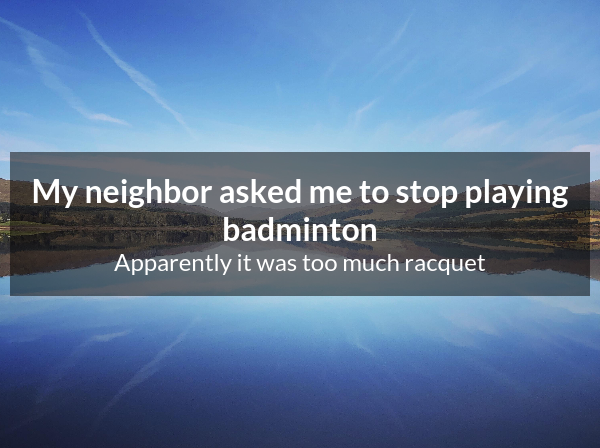 My neighbor asked me to stop playing
badminton
Apparently it was too much racquet